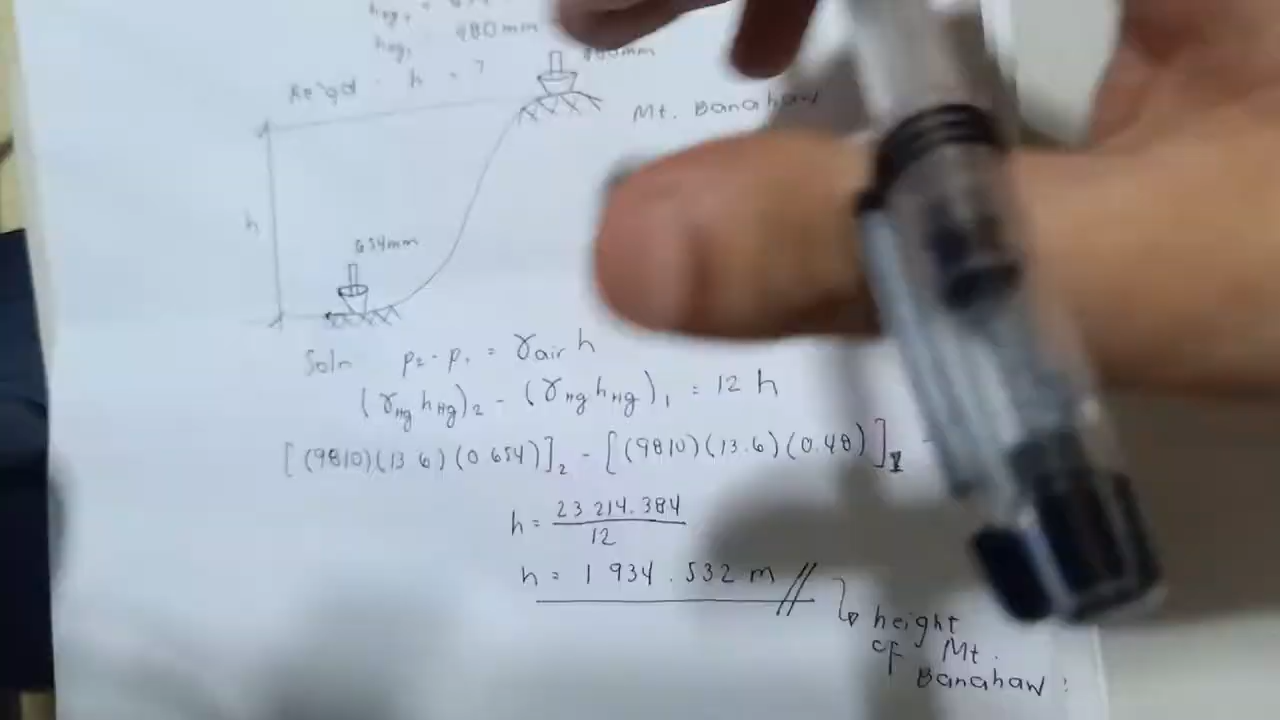 480mm
Req'd h = ?
Mt. Banahaw
h
654mm
Soln p₂ - p₁ = γair h
(γHg hHg)₂ - (γHg hHg)₁ = 12 h
[(9810)(13.6)(0.654)]₂ - [(9810)(13.6)(0.48)]₁
h = 23 214.384
12
h = 1 934.532 m
height
of Mt.
Banahaw!